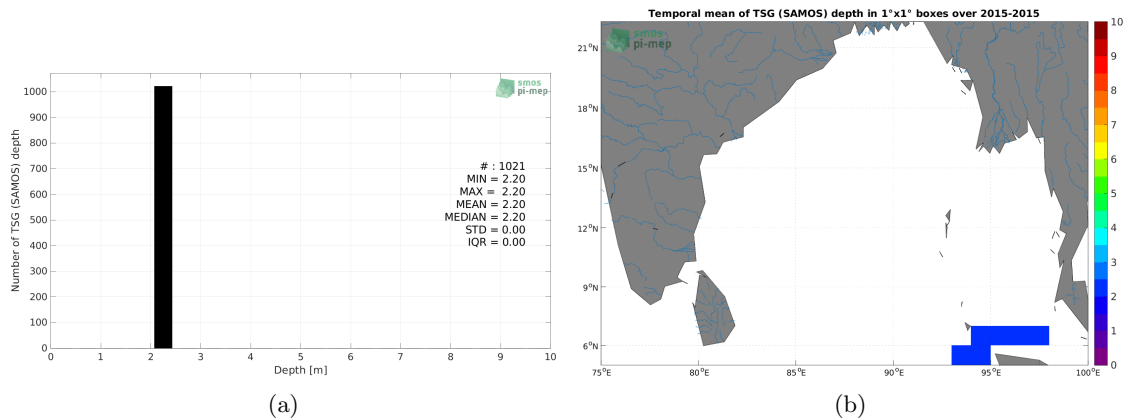 smos
pi-mep
1000
900
800
700
600
500
400
300
200
100
0
Number of TSG (SAMOS) depth
# : 1021
MIN = 2.20
MAX = 2.20
MEAN = 2.20
MEDIAN = 2.20
STD = 0.00
IQR = 0.00
0 1 2 3 4 5 6 7 8 9 10
Depth [m]
(a)
Temporal mean of TSG (SAMOS) depth in 1°x1° boxes over 2015-2015
smos
pi-mep
21°N
18°N
15°N
12°N
9°N
6°N
75°E 80°E 85°E 90°E 95°E 100°E
10
9
8
7
6
5
4
3
2
1
0
(b)